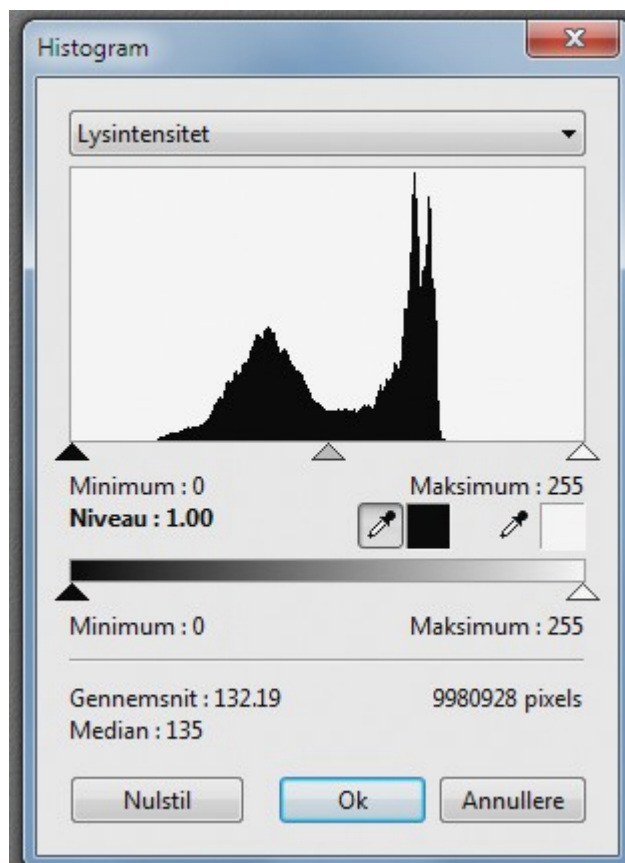 Histogram
Lysintensitet
Minimum : 0 Maksimum : 255
Niveau : 1.00
Minimum : 0 Maksimum : 255
Gennemsnit : 132.19 9980928 pixels
Median : 135
Nulstil Ok Annullere